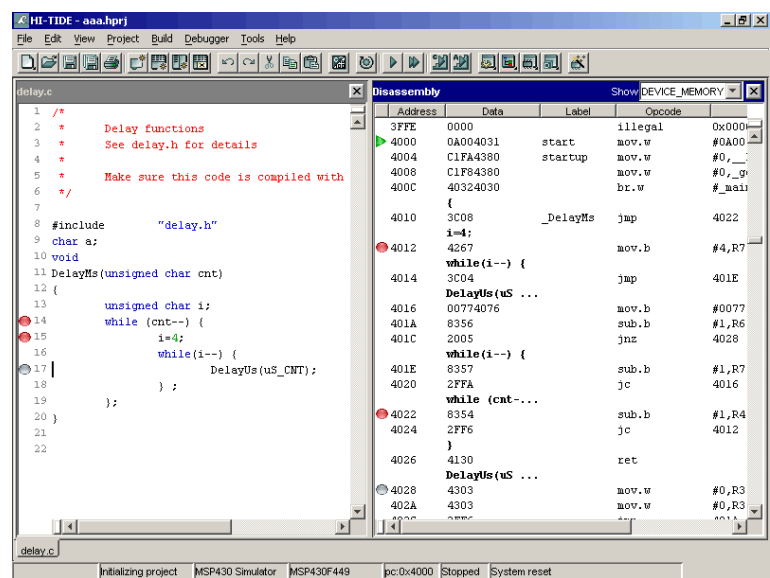 HI-TIDE - aaa.hprj
File Edit View Project Build Debugger Tools Help
delay.c
1 /*
2 * Delay functions
3 * See delay.h for details
4 *
5 * Make sure this code is compiled with
6 */
7
8 #include "delay.h"
9 char a;
10 void
11 DelayMs(unsigned char cnt)
12 {
13 unsigned char i;
14 while (cnt--) {
15 i=4;
16 while(i--) {
17 DelayUs(uS_CNT);
18 } ;
19 };
20 }
21
22
delay.c
Disassembly Show DEVICE_MEMORY
Address Data Label Opcode
3FFE 0000 illegal 0x000
4000 0A004031 start mov.w #0A00
4004 C1FA4380 startup mov.w #0,__
4008 C1F84380 mov.w #0,_g
400C 40324030 br.w #_mai
{
4010 3C08 _DelayMs jmp 4022
i=4;
4012 4267 mov.b #4,R7
while(i--) {
4014 3C04 jmp 401E
DelayUs(uS ...
4016 00774076 mov.b #0077
401A 8356 sub.b #1,R6
401C 2005 jnz 4028
while(i--) {
401E 8357 sub.b #1,R7
4020 2FFA jc 4016
while (cnt-...
4022 8354 sub.b #1,R4
4024 2FF6 jc 4012
}
4026 4130 ret
DelayUs(uS ...
4028 4303 mov.w #0,R3
402A 4303 mov.w #0,R3
Initializing project MSP430 Simulator MSP430F449 pc:0x4000 Stopped System reset